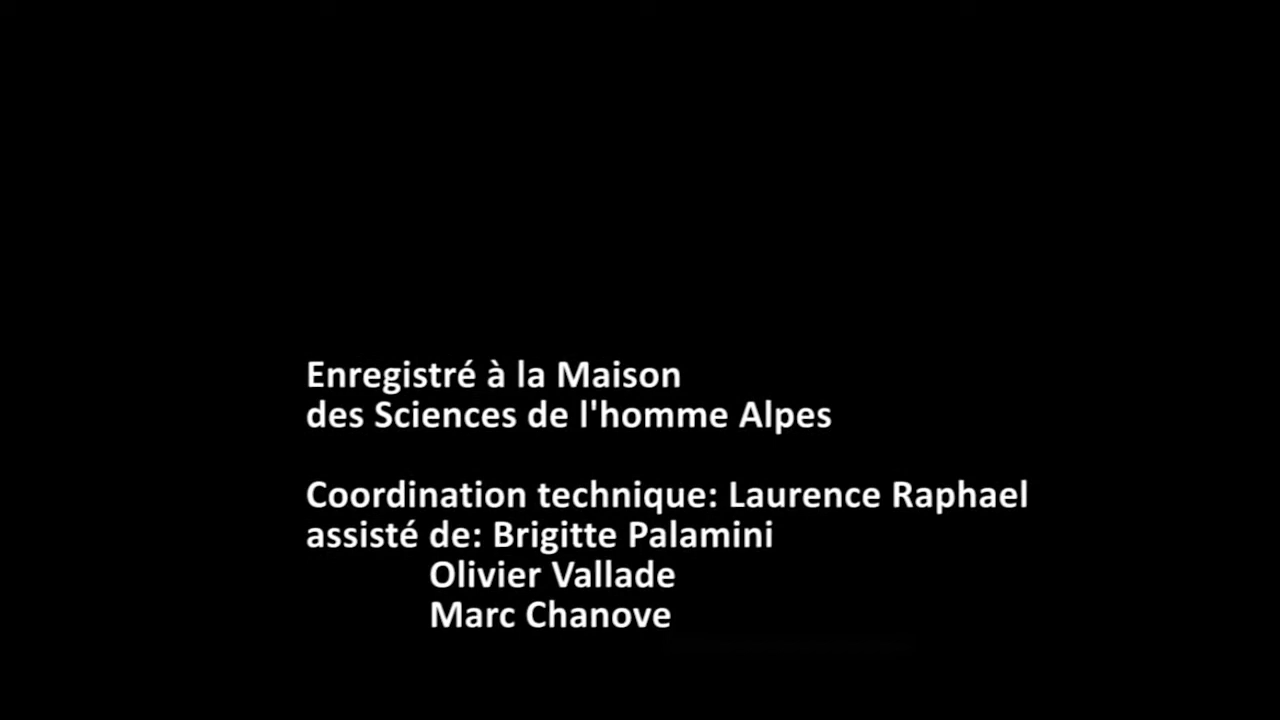 Enregistré à la Maison
des Sciences de l'homme Alpes
Coordination technique: Laurence Raphael
assisté de: Brigitte Palamini
Olivier Vallade
Marc Chanove